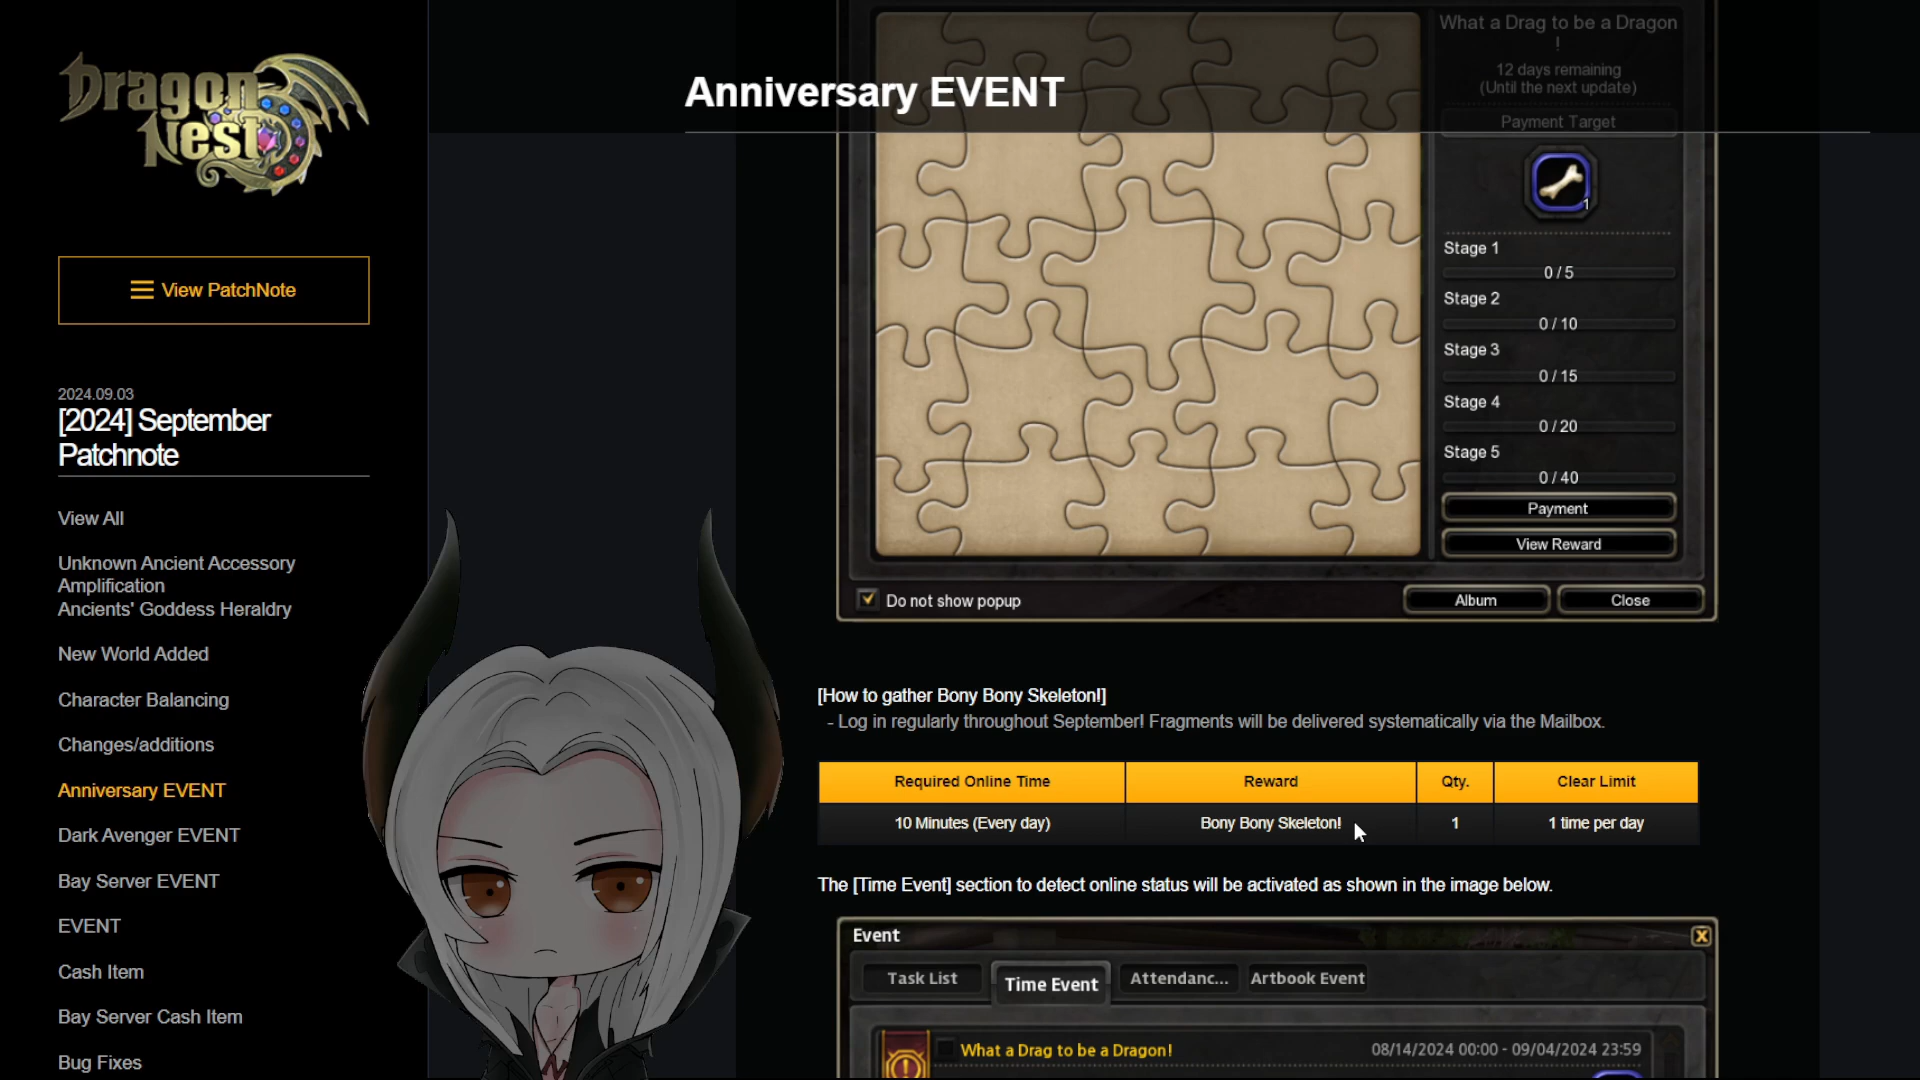 Dragon
Nest
View PatchNote
2024.09.03
[2024] September
Patchnote
View All
Unknown Ancient Accessory
Amplification
Ancients' Goddess Heraldry
New World Added
Character Balancing
Changes/additions
Anniversary EVENT
Dark Avenger EVENT
Bay Server EVENT
EVENT
Cash Item
Bay Server Cash Item
Bug Fixes
Anniversary EVENT
What a Drag to be a Dragon
!
12 days remaining
(Until the next update)
Payment Target
1
Stage 1
0 / 5
Stage 2
0 / 10
Stage 3
0 / 15
Stage 4
0 / 20
Stage 5
0 / 40
Payment
View Reward
Do not show popup
Album
Close
[How to gather Bony Bony Skeleton!]
- Log in regularly throughout September! Fragments will be delivered systematically via the Mailbox.
Required Online Time Reward Qty. Clear Limit
10 Minutes (Every day) Bony Bony Skeleton! 1 1 time per day
The [Time Event] section to detect online status will be activated as shown in the image below.
Event
Task List Time Event Attendanc... Artbook Event
What a Drag to be a Dragon! 08/14/2024 00:00 - 09/04/2024 23:59